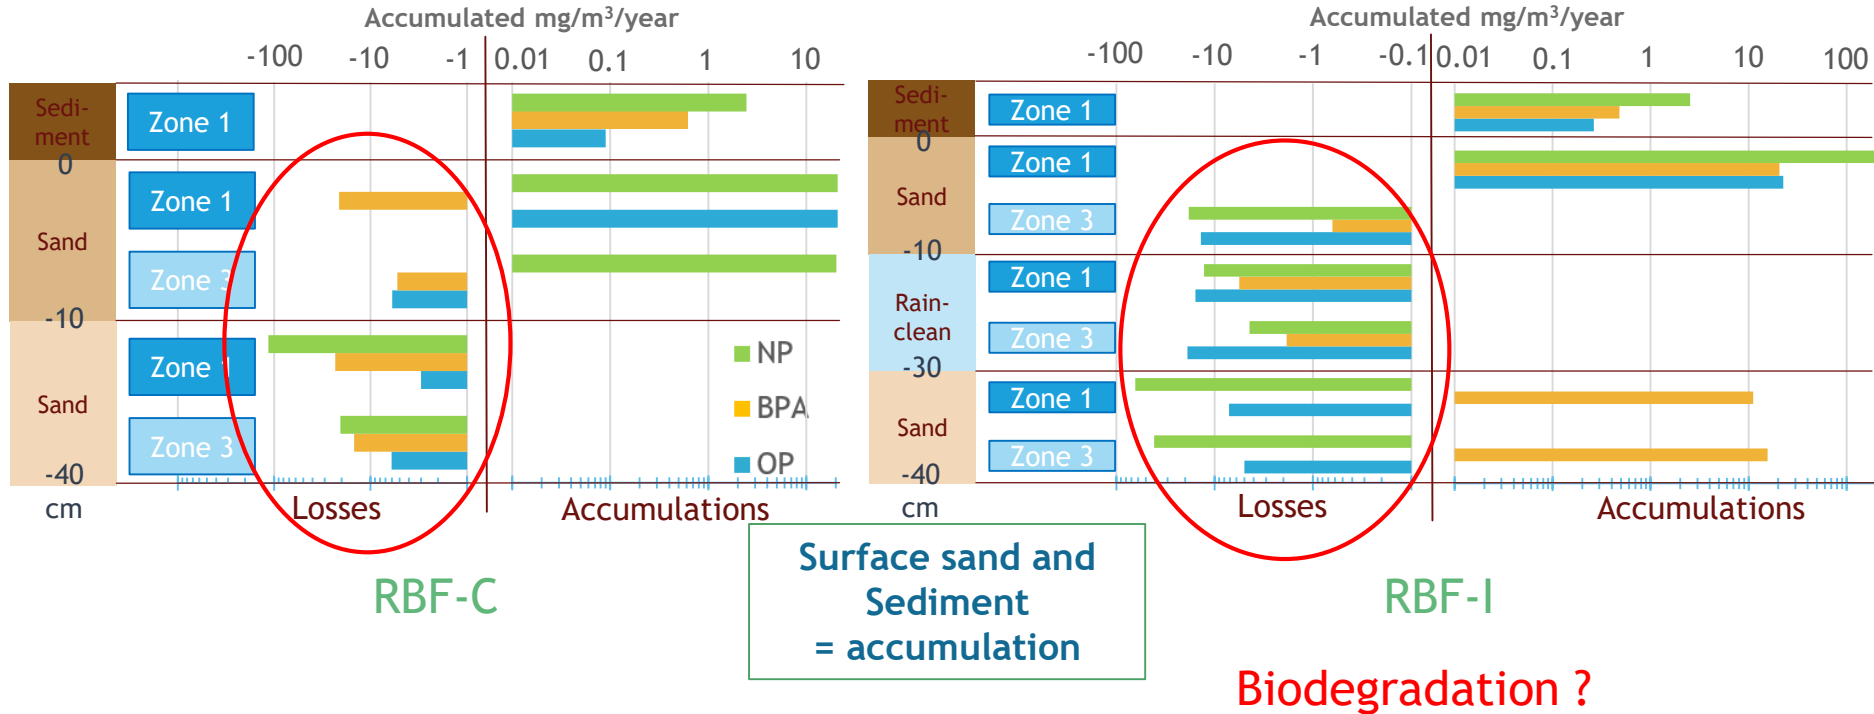 Accumulated mg/m³/year
-100 -10 -1 0.01 0.1 1 10
Sedi-
ment
Zone 1
0
Sand
Zone 1
Zone 3
-10
Sand
Zone 1
Zone 3
-40
cm
NP
BPA
OP
Losses
Accumulations
RBF-C
Accumulated mg/m³/year
-100 -10 -1 -0.1 0.01 0.1 1 10 100
Sedi-
ment
Zone 1
0
Sand
Zone 1
Zone 3
-10
Rain-
clean
Zone 1
Zone 3
-30
Sand
Zone 1
Zone 3
-40
cm
Losses
Accumulations
RBF-I
Surface sand and
Sediment
= accumulation
Biodegradation ?